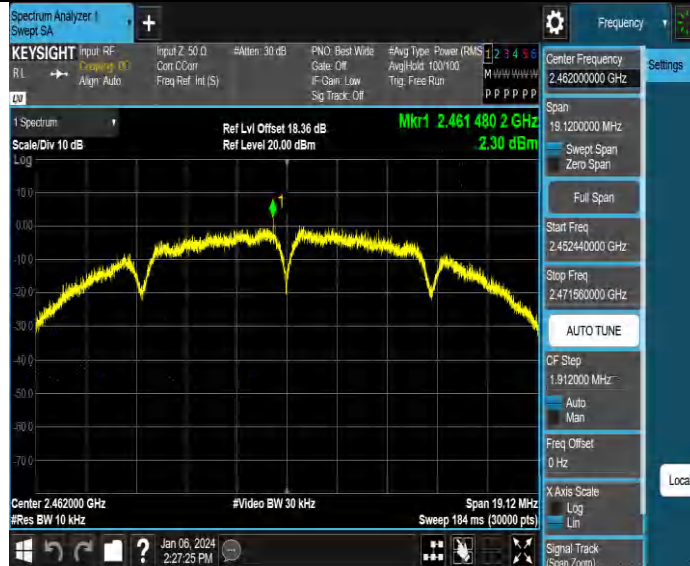 Spectrum Analyzer 1
Swept SA
+
Frequency
KEYSIGHT
Input: RF
Coupling: DC
Align: Auto
Input Z: 50 Ω
Corr CCorr
Freq Ref: Int (S)
#Atten: 30 dB
PNO: Best Wide
Gate: Off
IF Gain: Low
Sig Track: Off
#Avg Type: Power (RMS
Avg|Hold: 100/100
Trig: Free Run
1 2 3 4 5 6
M W W W W W
P P P P P P
R L
LXI
Settings
1 Spectrum
Scale/Div 10 dB
Ref Lvl Offset 18.36 dB
Ref Level 20.00 dBm
Mkr1 2.461 480 2 GHz
2.30 dBm
Log
10.0
0.00
-10.0
-20.0
-30.0
-40.0
-50.0
-60.0
-70.0
1
Center 2.462000 GHz
#Res BW 10 kHz
#Video BW 30 kHz
Span 19.12 MHz
Sweep 184 ms (30000 pts)
Center Frequency
2.462000000 GHz
Span
19.1200000 MHz
Swept Span
Zero Span
Full Span
Start Freq
2.452440000 GHz
Stop Freq
2.471560000 GHz
AUTO TUNE
CF Step
1.912000 MHz
Auto
Man
Freq Offset
0 Hz
X Axis Scale
Log
Lin
Signal Track
(Span Zoom)
Loca
?
Jan 06, 2024
2:27:25 PM